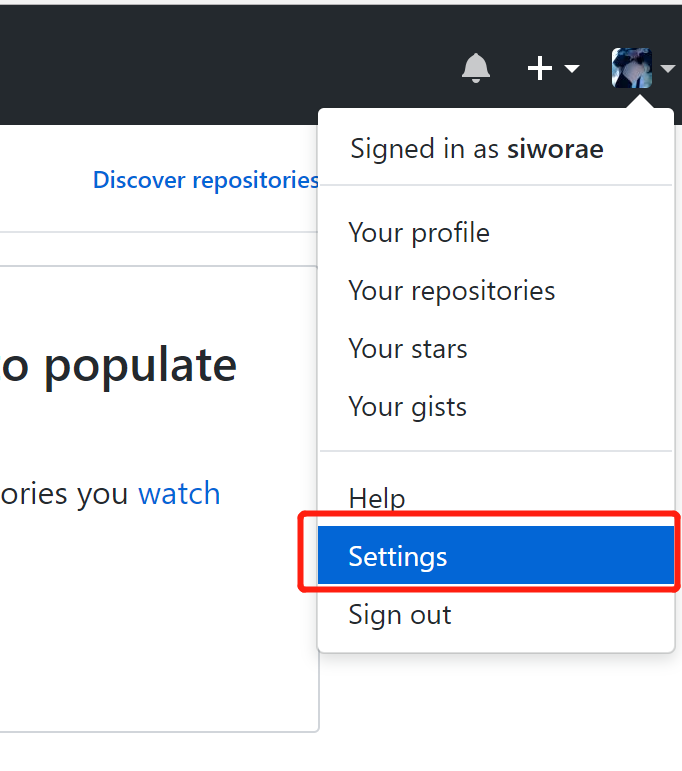 Signed in as siworae
Discover repositories
Your profile
Your repositories
Your stars
Your gists
o populate
ories you watch
Help
Settings
Sign out